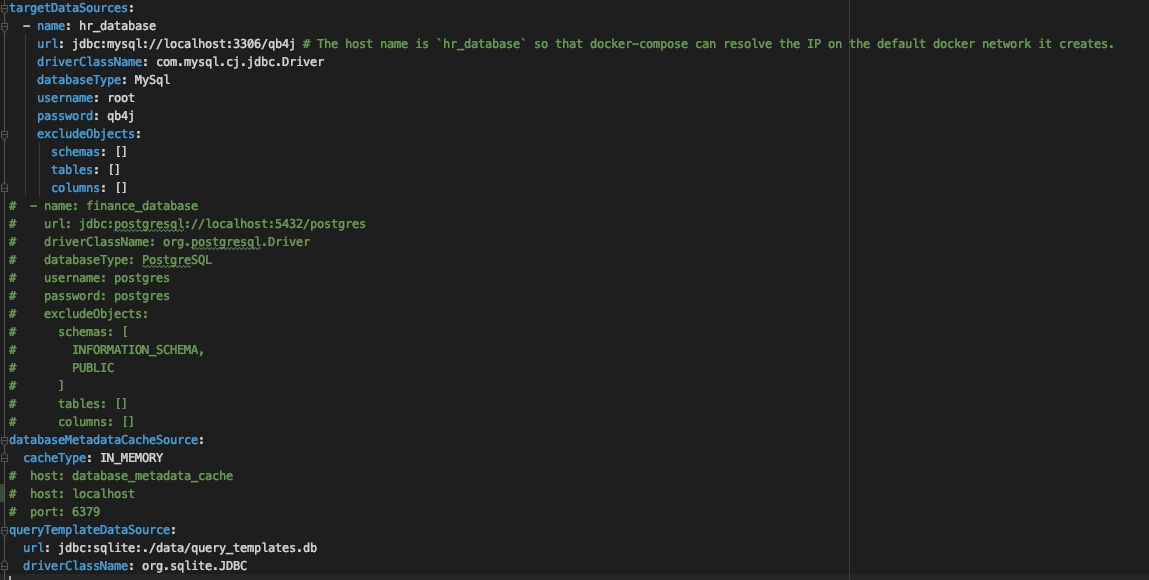 targetDataSources:
  - name: hr_database
    url: jdbc:mysql://localhost:3306/qb4j # The host name is `hr_database` so that docker-compose can resolve the IP on the default docker network it creates.
    driverClassName: com.mysql.cj.jdbc.Driver
    databaseType: MySql
    username: root
    password: qb4j
    excludeObjects:
      schemas: []
      tables: []
      columns: []
#  - name: finance_database
#    url: jdbc:postgresql://localhost:5432/postgres
#    driverClassName: org.postgresql.Driver
#    databaseType: PostgreSQL
#    username: postgres
#    password: postgres
#    excludeObjects:
#      schemas: [
#        INFORMATION_SCHEMA,
#        PUBLIC
#      ]
#      tables: []
#      columns: []
databaseMetadataCacheSource:
  cacheType: IN_MEMORY
#  host: database_metadata_cache
#  host: localhost
#  port: 6379
queryTemplateDataSource:
  url: jdbc:sqlite:./data/query_templates.db
  driverClassName: org.sqlite.JDBC